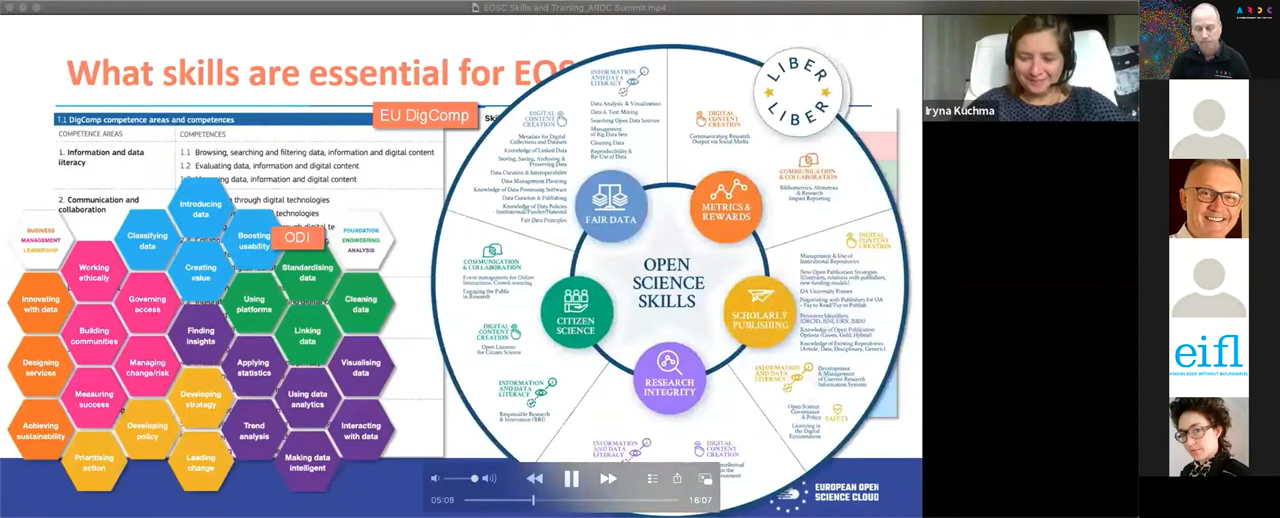 EOSC Skills and Training_ARDC Summit.mp4
What skills are essential for EOS
EU DigComp
T.1 DigComp competence areas and competences
COMPETENCE AREAS
COMPETENCES
1. Information and data
literacy
1.1 Browsing, searching and filtering data, information and digital content
1.2 Evaluating data, information and digital content
data, information and digital content
2. Communication and
collaboration
through digital technologies
technologies
ODI
BUSINESS
MANAGEMENT
LEADERSHIP
FOUNDATION
ENGINEERING
ANALYSIS
Introducing
data
Classifying
data
Boosting
usability
Working
ethically
Creating
value
Standardising
data
Innovating
with data
Governing
access
Using
platforms
Cleaning
data
Building
communities
Finding
insights
Linking
data
Designing
services
Managing
change/risk
Applying
statistics
Visualising
data
Measuring
success
Developing
strategy
Using data
analytics
Achieving
sustainability
Developing
policy
Trend
analysis
Interacting
with data
Prioritising
action
Leading
change
Making data
intelligent
LIBER
LIBER
OPEN
SCIENCE
SKILLS
FAIR DATA
METRICS &
REWARDS
SCHOLARLY
PUBLISHING
RESEARCH
INTEGRITY
CITIZEN
SCIENCE
INFORMATION
AND DATA
LITERACY
Data Analysis & Visualization
Data & Text Mining
Searching Open Data Sources
Management
of Big Data Sets
Cleaning Data
Reproducibility &
Re-Use of Data
DIGITAL
CONTENT
CREATION
Metadata for Digital
Collections and Datasets
Knowledge of Linked Data
Storing, Saving, Archiving &
Preserving Data
Data Curation & Interoperability
Data Management Planning
Knowledge of Data Processing Software
Data Curation & Publishing
Knowledge of Data Policies
- Institutional/Funder/National
Fair Data Principles
DIGITAL
CONTENT
CREATION
Communicating Research
Output via Social Media
COMMUNICATION
& COLLABORATION
Bibliometrics, Altmetrics
& Research
Impact Reporting
DIGITAL
CONTENT
CREATION
Management & Use of
Institutional Repositories
New Open Publication Strategies
(Contracts, relations with publishers,
new funding models)
OA University Presses
Negotiating with Publishers for OA
- Pay to Read/Pay to Publish
Persistent Identifiers
(ORCID, ISSN, URN, ISBN)
Knowledge of Open Publication
Options (Green, Gold, Hybrid)
Knowledge of Existing Repositories
(Article, Data, Disciplinary, Generic)
INFORMATION
AND DATA
LITERACY
Development
& Management
of Current Research
Information Systems
Open Science
Governance
& Policy
SAFETY
Licensing in
the Digital
Environment
COMMUNICATION
& COLLABORATION
Event management for Online
Interactions, Crowd-sourcing
Engaging the Public
in Research
DIGITAL
CONTENT
CREATION
Open Licences
for Citizen Science
INFORMATION
AND DATA
LITERACY
Responsible Research
& Innovation (RRI)
INFORMATION
AND DATA
LITERACY
DIGITAL
CONTENT
CREATION
05:08
16:07
EUROPEAN OPEN
SCIENCE CLOUD
Iryna Kuchma
ARDC
eifl
KNOWLEDGE WITHOUT BOUNDARIES